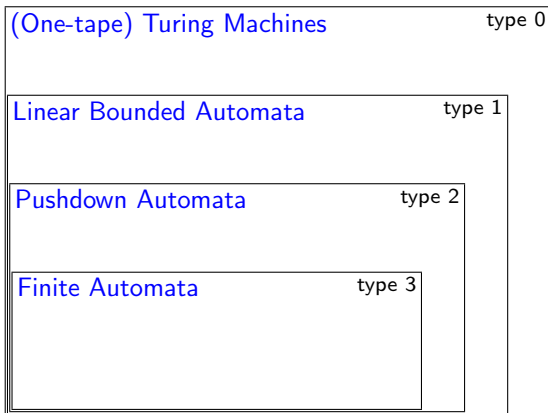 (One-tape) Turing Machines type 0
Linear Bounded Automata type 1
Pushdown Automata type 2
Finite Automata type 3